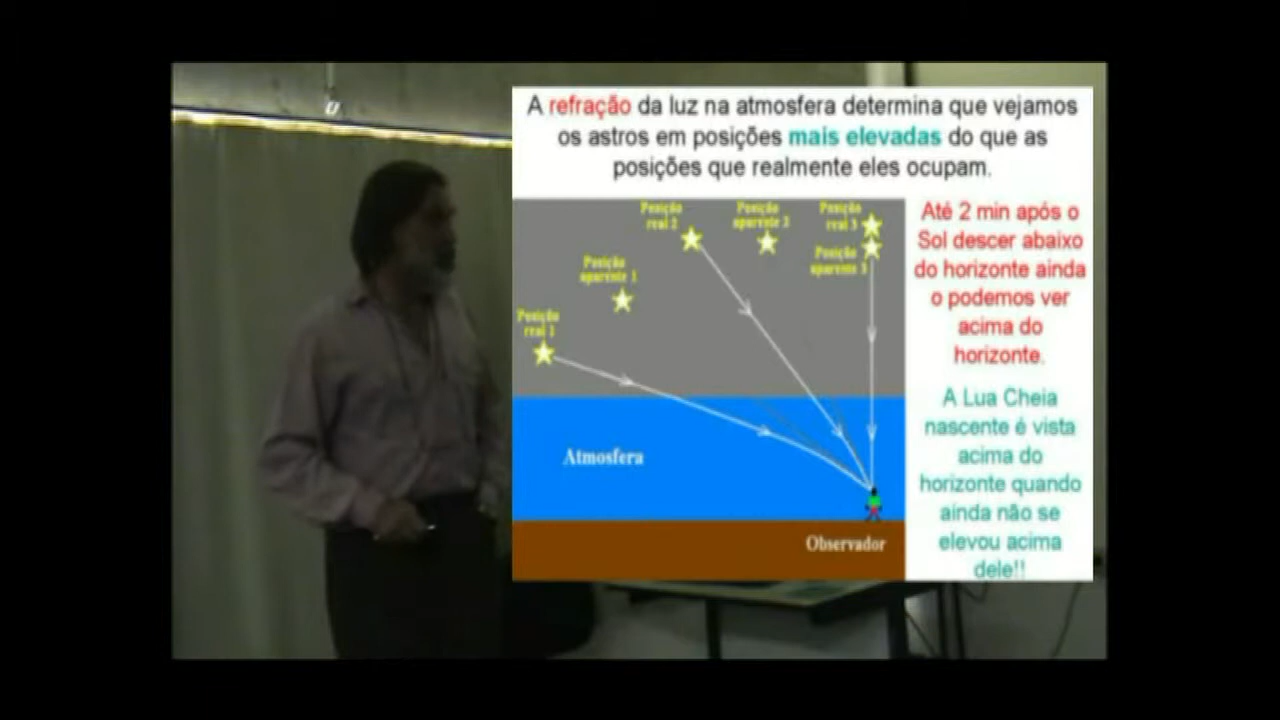 A refração da luz na atmosfera determina que vejamos
os astros em posições mais elevadas do que as
posições que realmente eles ocupam.
Posição
real 2
Posição
aparente 2
Posição
real 3
Posição
aparente 3
Posição
aparente 1
Posição
real 1
Atmosfera
Observador
Até 2 min após o
Sol descer abaixo
do horizonte ainda
o podemos ver
acima do
horizonte.
A Lua Cheia
nascente é vista
acima do
horizonte quando
ainda não se
elevou acima
dele!!